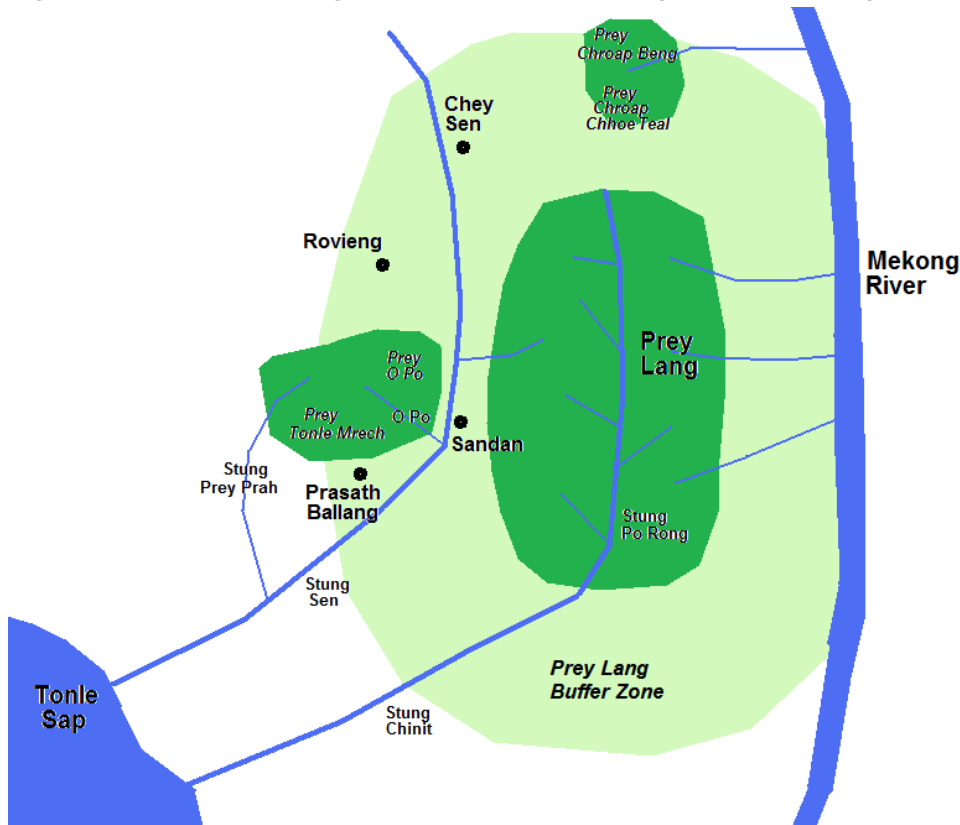 Prey
Chroap Beng
Prey
Chroap
Chhoe Teal
Chey
Sen
Rovieng
Mekong
River
Prey
Lang
Prey
O Po
O Po
Prey
Tonle Mrech
Sandan
Stung
Prey Prah
Prasath
Ballang
Stung
Po Rong
Stung
Sen
Prey Lang
Buffer Zone
Tonle
Sap
Stung
Chinit